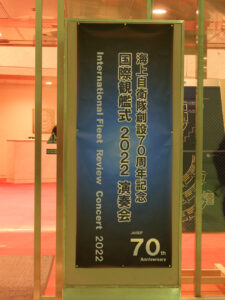 海上自衛隊創設70周年記念
国際観艦式 2022 演奏会
International Fleet Review Concert 2022
JMSDF
70th
Anniversary